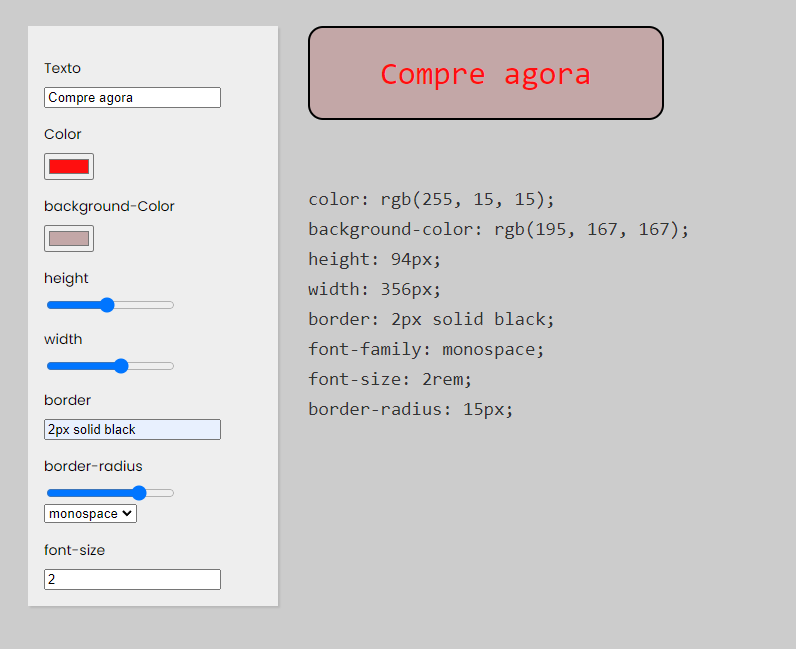 Texto
Compre agora
Color
background-Color
height
width
border
2px solid black
border-radius
monospace
font-size
2
Compre agora
color: rgb(255, 15, 15);
background-color: rgb(195, 167, 167);
height: 94px;
width: 356px;
border: 2px solid black;
font-family: monospace;
font-size: 2rem;
border-radius: 15px;